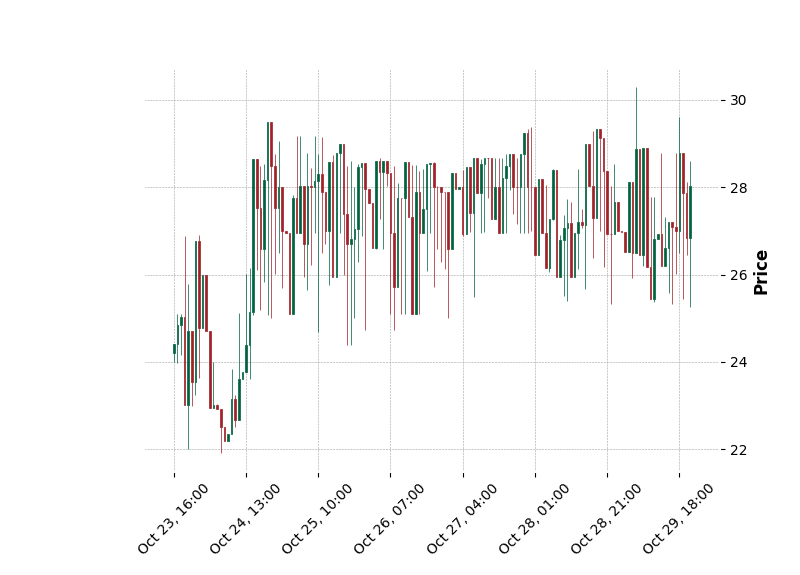 30
28
26
24
22
Price
Oct 23, 16:00
Oct 24, 13:00
Oct 25, 10:00
Oct 26, 07:00
Oct 27, 04:00
Oct 28, 01:00
Oct 28, 21:00
Oct 29, 18:00